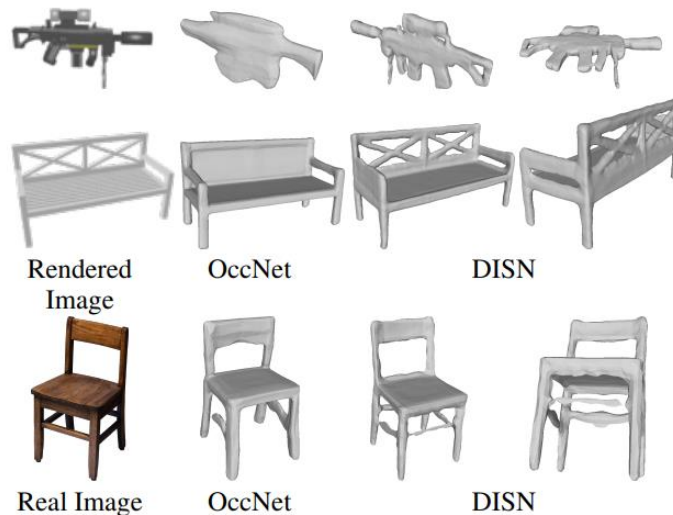 Rendered
Image
OccNet
DISN
Real Image
OccNet
DISN